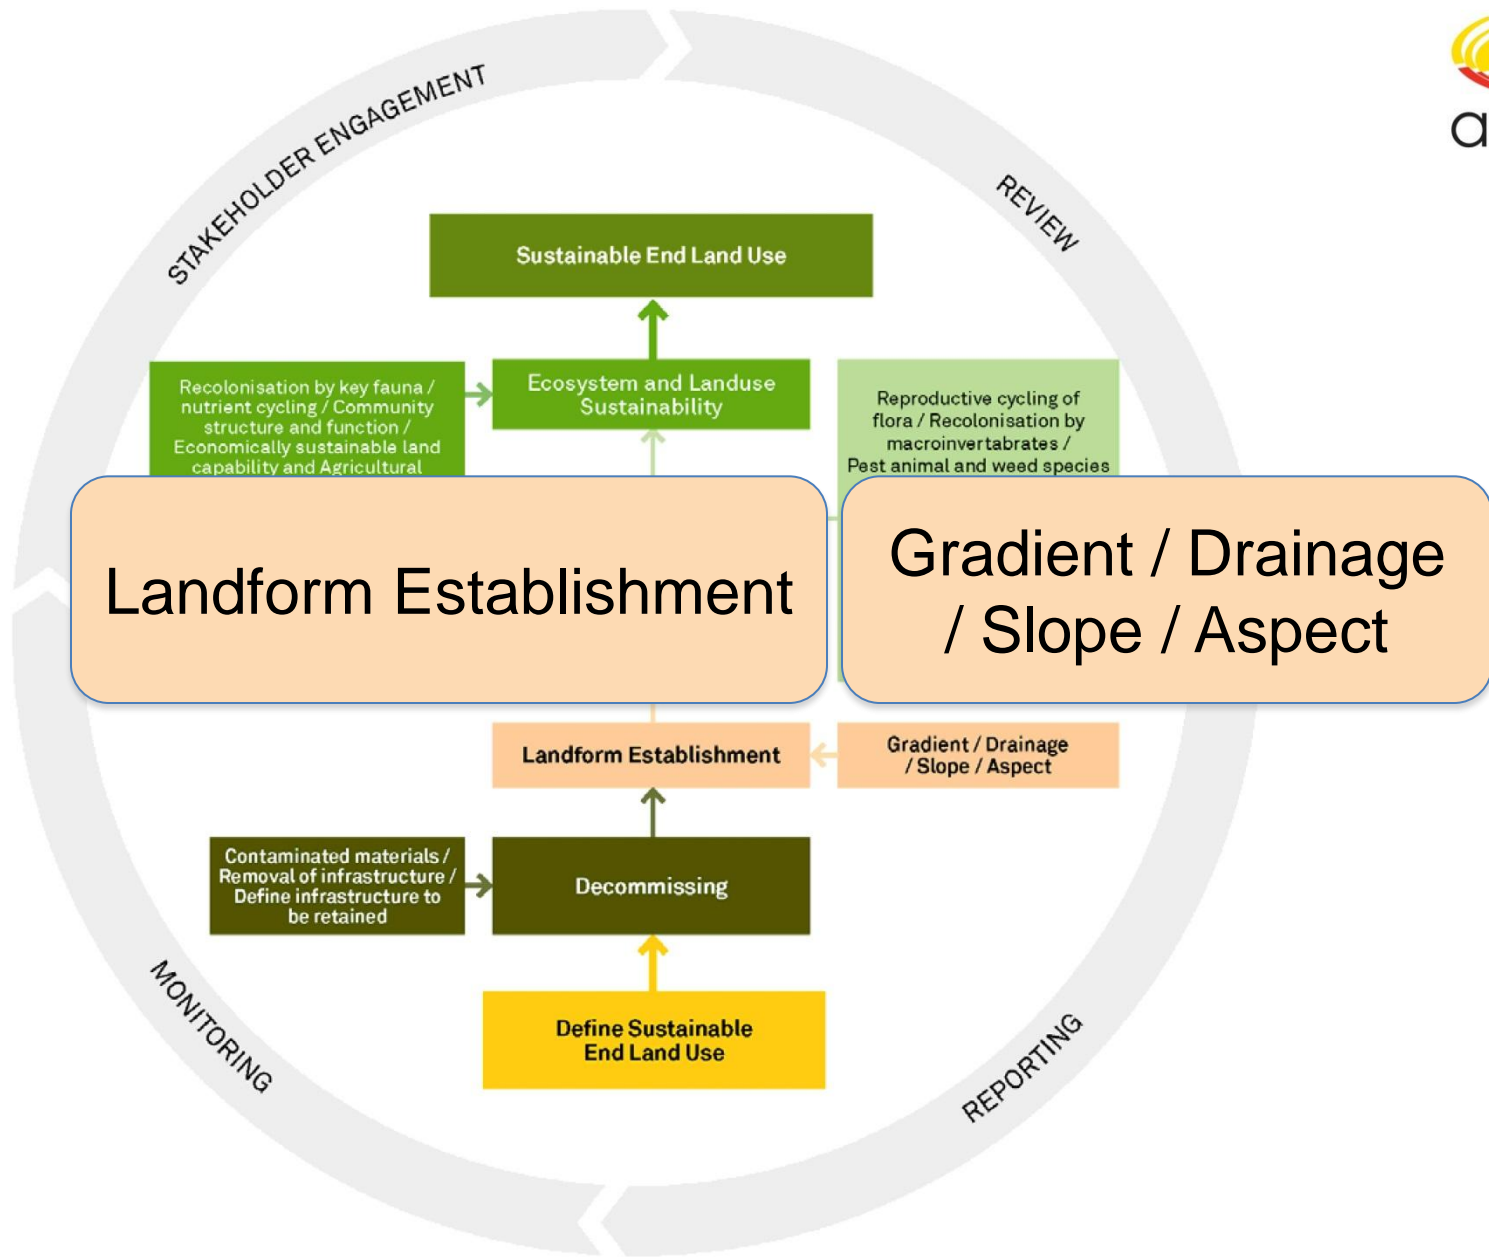 STAKEHOLDER ENGAGEMENT
REVIEW
Sustainable End Land Use
Recolonisation by key fauna /
nutrient cycling / Community
structure and function /
Economically sustainable land
capability and Agricultural
Ecosystem and Landuse
Sustainability
Reproductive cycling of
flora / Recolonisation by
macroinvertabrates /
Pest animal and weed species
Landform Establishment
Gradient / Drainage
/ Slope / Aspect
Landform Establishment
Gradient / Drainage
/ Slope / Aspect
Contaminated materials /
Removal of infrastructure /
Define infrastructure to
be retained
Decommissing
Define Sustainable
End Land Use
MONITORING
REPORTING